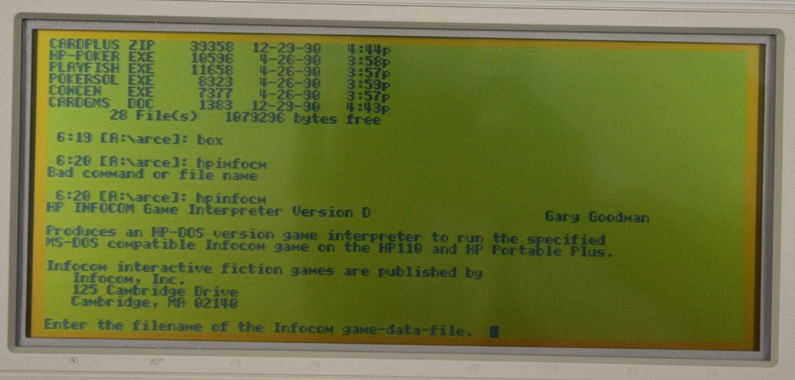 CARDPLUS ZIP 39358 12-29-90 4:44p
HP-POKER EXE 10596 4-26-90 3:58p
PLAYFISH EXE 11658 4-26-90 3:57p
POKERSOL EXE 8323 4-26-90 3:59p
CONCEN EXE 7377 4-26-90 3:57p
CARDGMS DOC 1383 12-29-90 4:43p
28 File(s) 1079296 bytes free
6:19 [A:\arce]: box
6:20 [A:\arce]: hpimfocm
Bad command or file name
6:20 [A:\arce]: hpinfocm
HP INFOCOM Game Interpreter Version D Gary Goodman
Produces an HP-DOS version game interpreter to run the specified
MS-DOS compatible Infocom game on the HP110 and HP Portable Plus.
Infocom interactive fiction games are published by
Infocom, Inc.
125 Cambridge Drive
Cambridge, MA 02140
Enter the filename of the Infocom game-data-file.